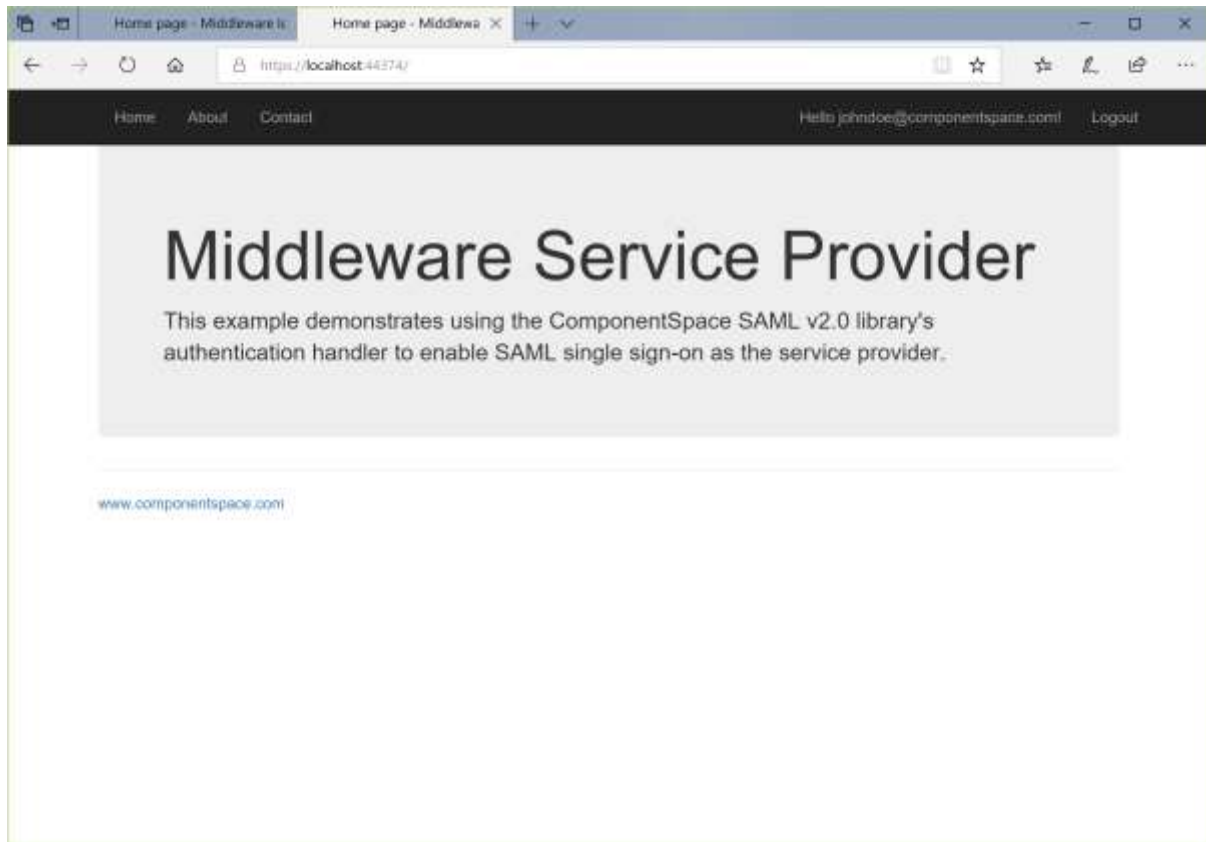 Home page - Middleware Is
Home page - Middlewa
https://localhost:44374/
Home About Contact
Hello johndoe@componentspace.com! Logout
Middleware Service Provider
This example demonstrates using the ComponentSpace SAML v2.0 library's
authentication handler to enable SAML single sign-on as the service provider.
www.componentspace.com